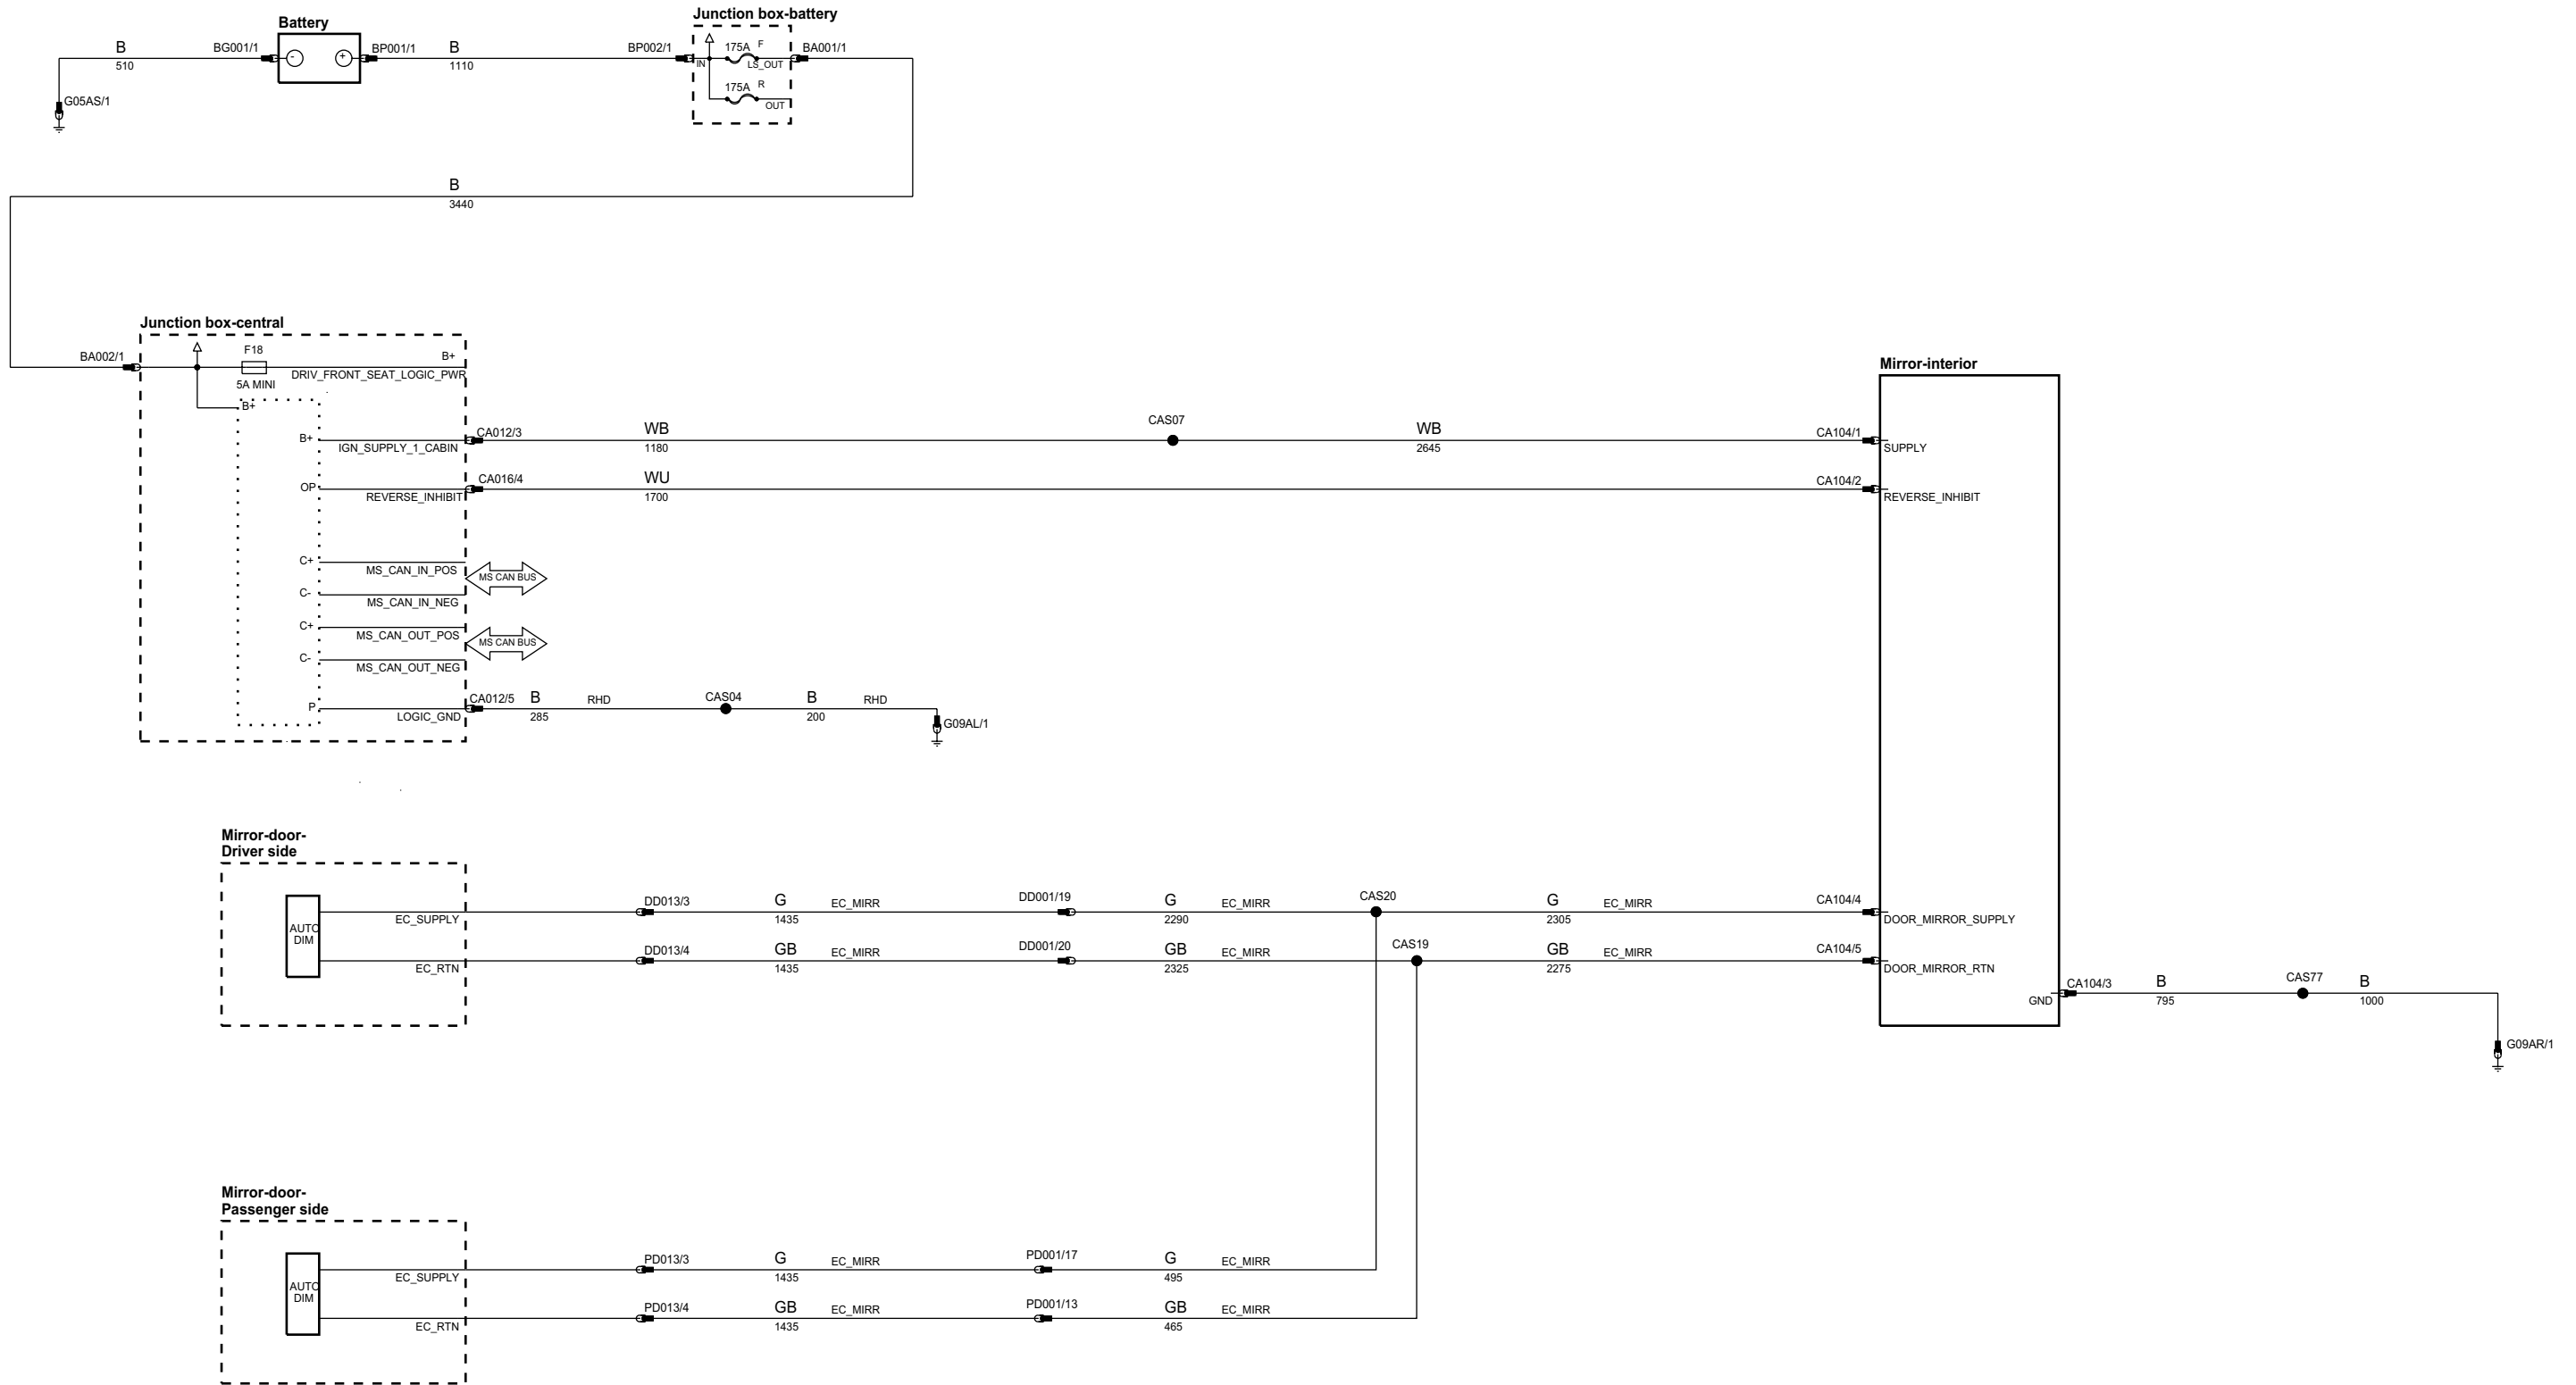 Battery
Junction box-battery
B
510
BG001/1
-
+
BP001/1
B
1110
BP002/1
IN
175A
F
LS_OUT
BA001/1
175A
R
OUT
G05AS/1
B
3440
Junction box-central
BA002/1
F18
5A MINI
B+
DRIV_FRONT_SEAT_LOGIC_PWR
B+
B+
IGN_SUPPLY_1_CABIN
CA012/3
WB
1180
CAS07
WB
2645
CA104/1
Mirror-interior
SUPPLY
OP
REVERSE_INHIBIT
CA016/4
WU
1700
CA104/2
REVERSE_INHIBIT
C+
MS_CAN_IN_POS
MS CAN BUS
C-
MS_CAN_IN_NEG
C+
MS_CAN_OUT_POS
MS CAN BUS
C-
MS_CAN_OUT_NEG
P
LOGIC_GND
CA012/5
B
285
RHD
CAS04
B
200
RHD
G09AL/1
Mirror-door-
Driver side
AUTO
DIM
EC_SUPPLY
DD013/3
G
1435
EC_MIRR
DD001/19
G
2290
EC_MIRR
CAS20
G
2305
EC_MIRR
CA104/4
DOOR_MIRROR_SUPPLY
EC_RTN
DD013/4
GB
1435
EC_MIRR
DD001/20
GB
2325
EC_MIRR
CAS19
GB
2275
EC_MIRR
CA104/5
DOOR_MIRROR_RTN
GND
CA104/3
B
795
CAS77
B
1000
G09AR/1
Mirror-door-
Passenger side
AUTO
DIM
EC_SUPPLY
PD013/3
G
1435
EC_MIRR
PD001/17
G
495
EC_MIRR
EC_RTN
PD013/4
GB
1435
EC_MIRR
PD001/13
GB
465
EC_MIRR